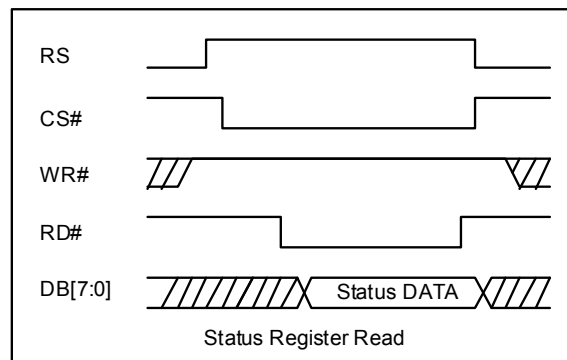 RS
CS#
WR#
RD#
DB[7:0]
Status DATA
Status Register Read